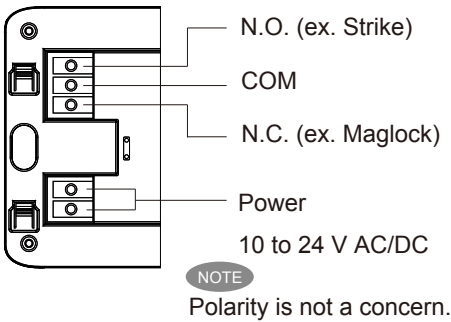 N.O. (ex. Strike)
COM
N.C. (ex. Maglock)
Power
10 to 24 V AC/DC
NOTE
Polarity is not a concern.